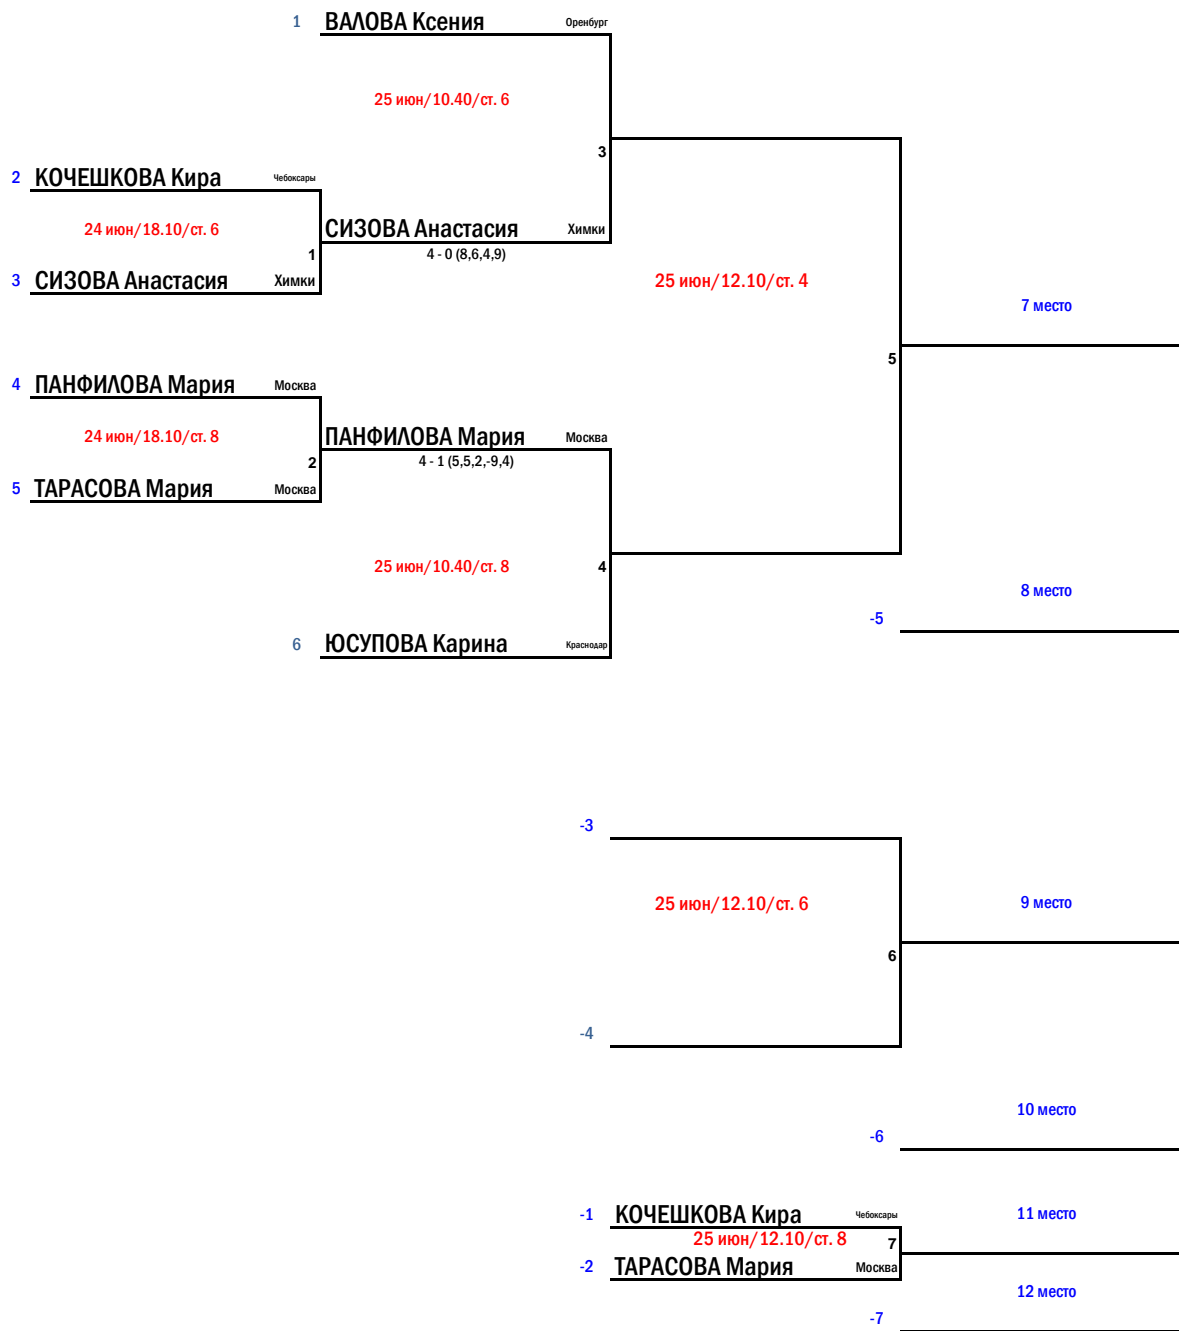 1 ВАЛОВА Ксения Оренбург
25 июн/10.40/ст. 6
3
2 КОЧЕШКОВА Кира Чебоксары
24 июн/18.10/ст. 6
СИЗОВА Анастасия Химки
1
4 - 0 (8,6,4,9)
3 СИЗОВА Анастасия Химки
25 июн/12.10/ст. 4
7 место
5
4 ПАНФИЛОВА Мария Москва
24 июн/18.10/ст. 8
ПАНФИЛОВА Мария Москва
2
4 - 1 (5,5,2,-9,4)
5 ТАРАСОВА Мария Москва
25 июн/10.40/ст. 8
4
8 место
-5
6 ЮСУПОВА Карина Краснодар
-3
25 июн/12.10/ст. 6
9 место
6
-4
10 место
-6
-1 КОЧЕШКОВА Кира Чебоксары
11 место
25 июн/12.10/ст. 8
7
-2 ТАРАСОВА Мария Москва
12 место
-7